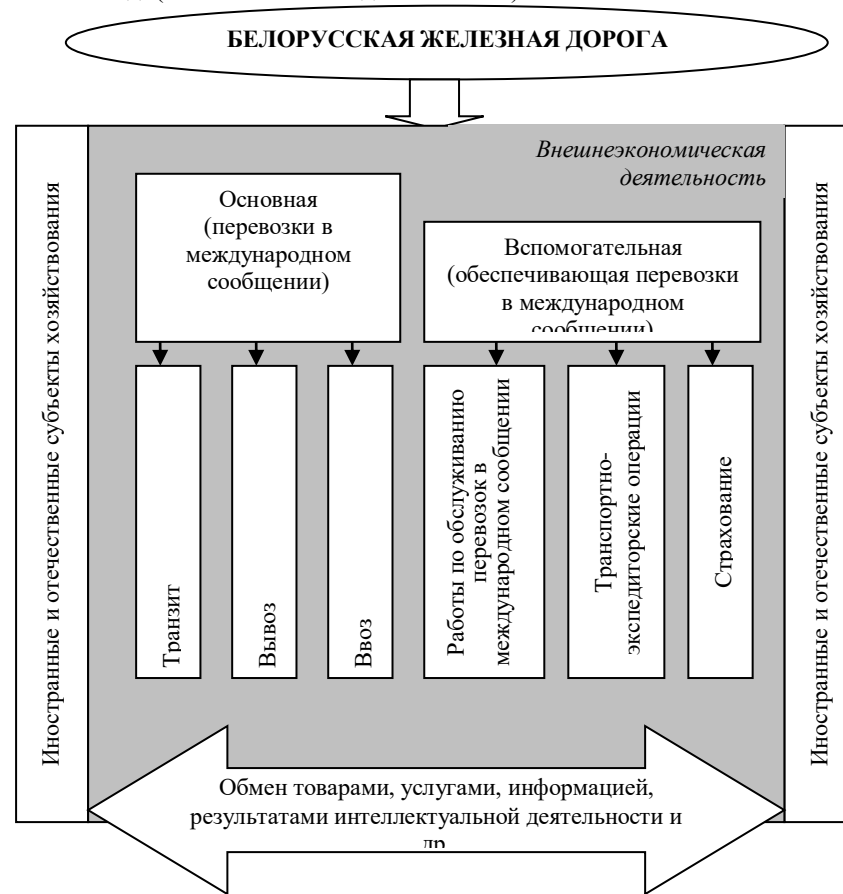 БЕЛОРУССКАЯ ЖЕЛЕЗНАЯ ДОРОГА
Иностранные и отечественные субъекты хозяйствования
Внешнеэкономическая
деятельность
Основная
(перевозки в
международном
сообщении)
Вспомогательная
(обеспечивающая перевозки
в международном
сообщении)
Транзит
Вывоз
Ввоз
Работы по обслуживанию
перевозок в
международном сообщении
Транспортно-
экспедиторские операции
Страхование
Иностранные и отечественные субъекты хозяйствования
Обмен товарами, услугами, информацией,
результатами интеллектуальной деятельности и
др